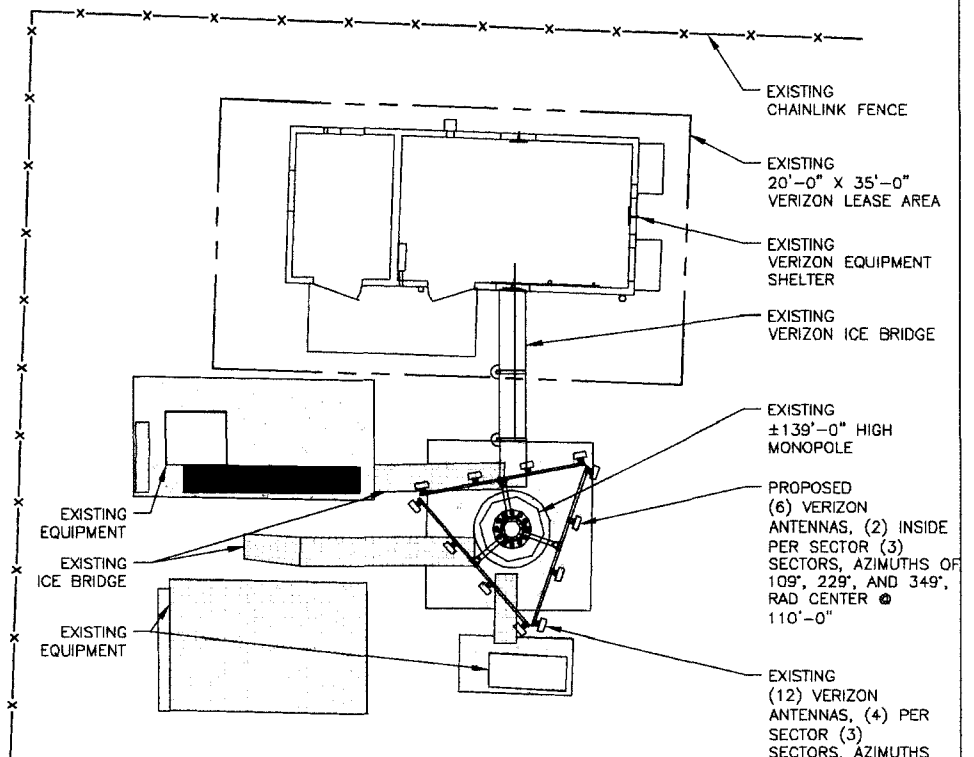 EXISTING
CHAINLINK FENCE
EXISTING
20'-0" X 35'-0"
VERIZON LEASE AREA
EXISTING
VERIZON EQUIPMENT
SHELTER
EXISTING
VERIZON ICE BRIDGE
EXISTING
±139'-0" HIGH
MONOPOLE
PROPOSED
(6) VERIZON
ANTENNAS, (2) INSIDE
PER SECTOR (3)
SECTORS, AZIMUTHS OF
109°, 229°, AND 349°,
RAD CENTER @
110'-0"
EXISTING
(12) VERIZON
ANTENNAS, (4) PER
SECTOR (3)
SECTORS, AZIMUTHS
EXISTING
EQUIPMENT
EXISTING
ICE BRIDGE
EXISTING
EQUIPMENT